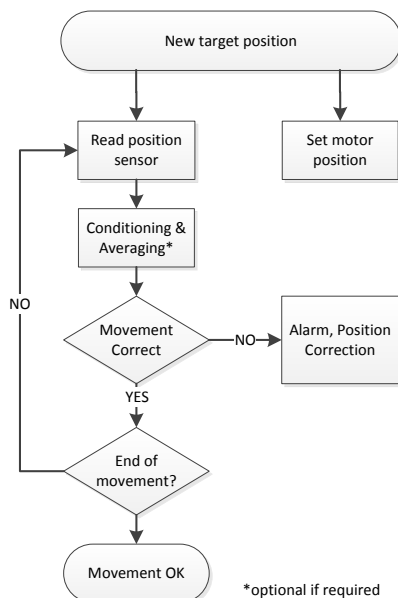 New target position
Read position
sensor
Set motor
position
Conditioning &
Averaging*
NO
Movement
Correct
NO
Alarm, Position
Correction
YES
End of
movement?
Movement OK
*optional if required